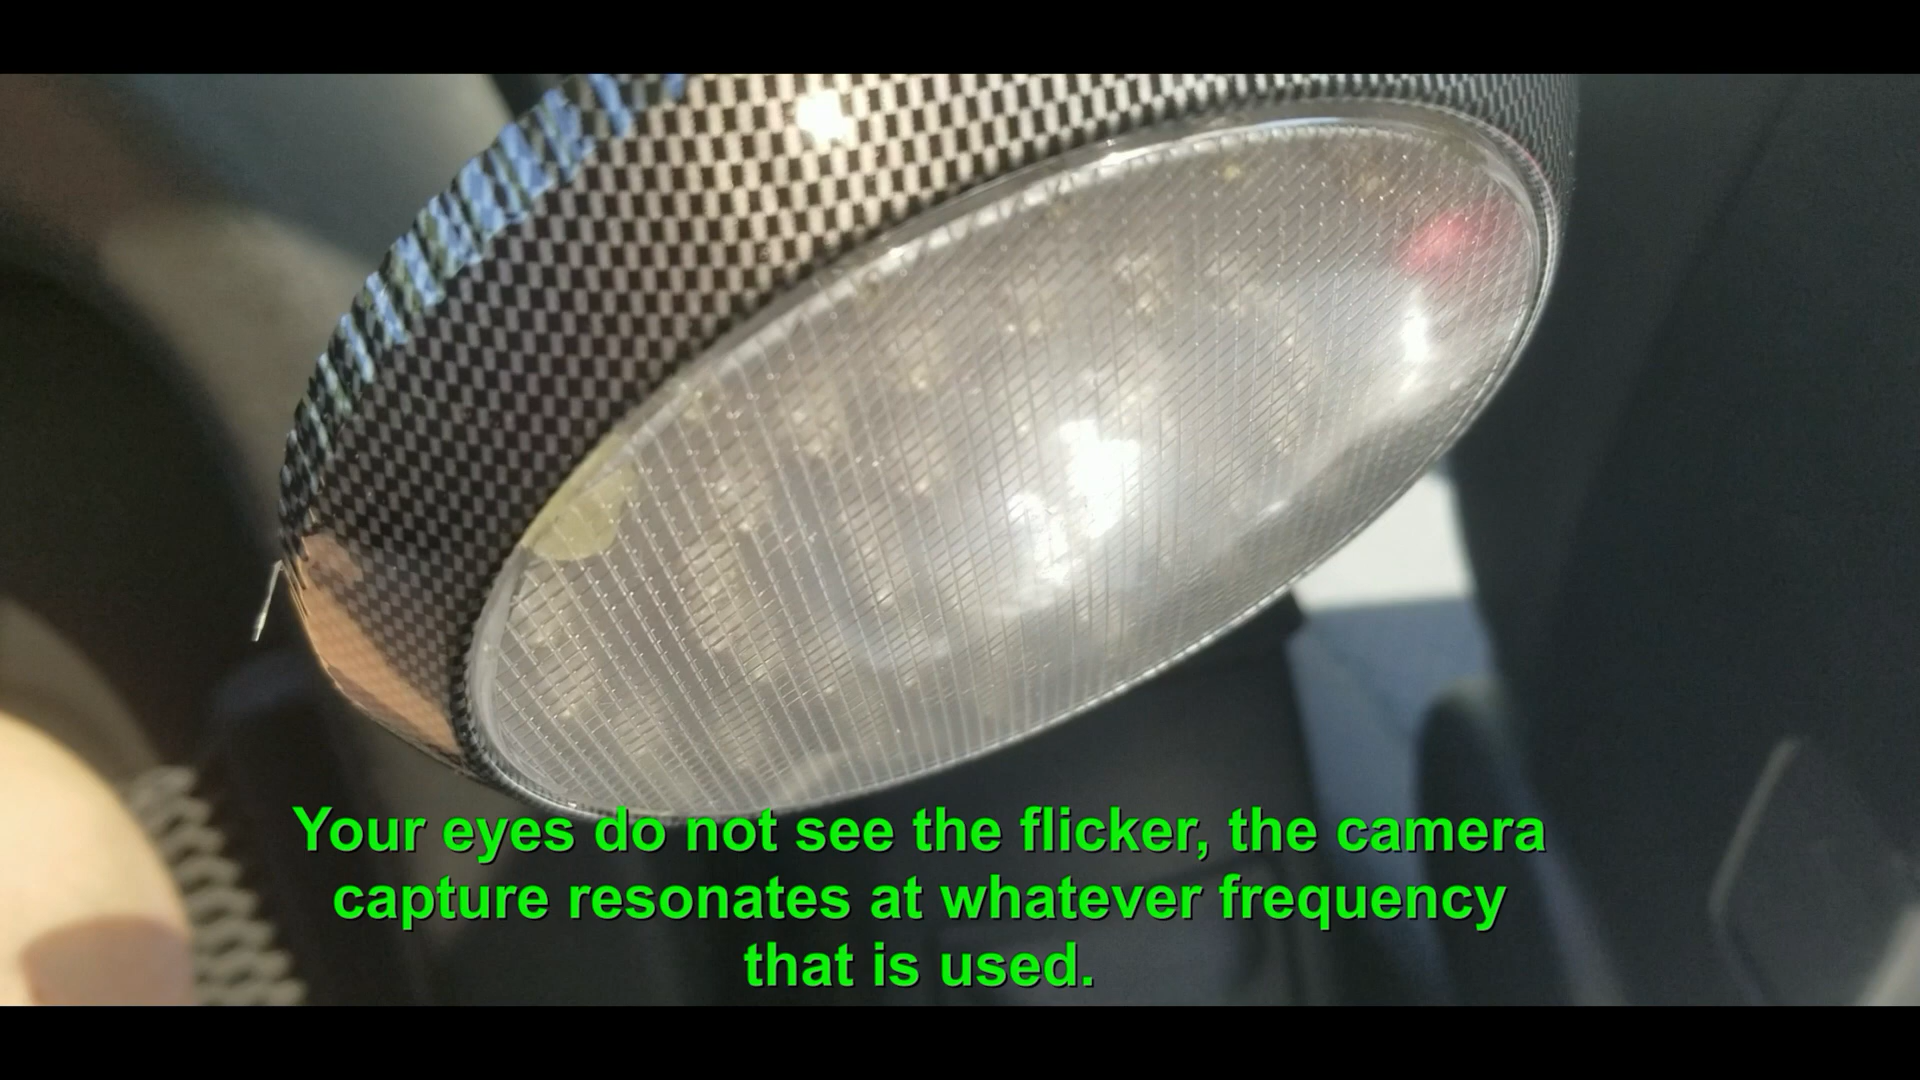 Your eyes do not see the flicker, the camera
capture resonates at whatever frequency
that is used.